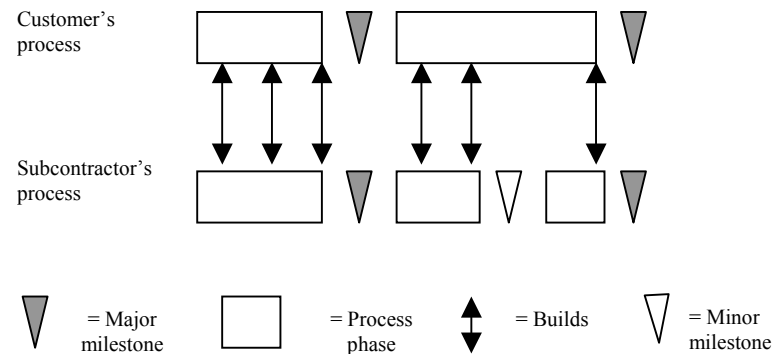 Customer's
process
Subcontractor's
process
= Major
milestone
= Process
phase
= Builds
= Minor
milestone